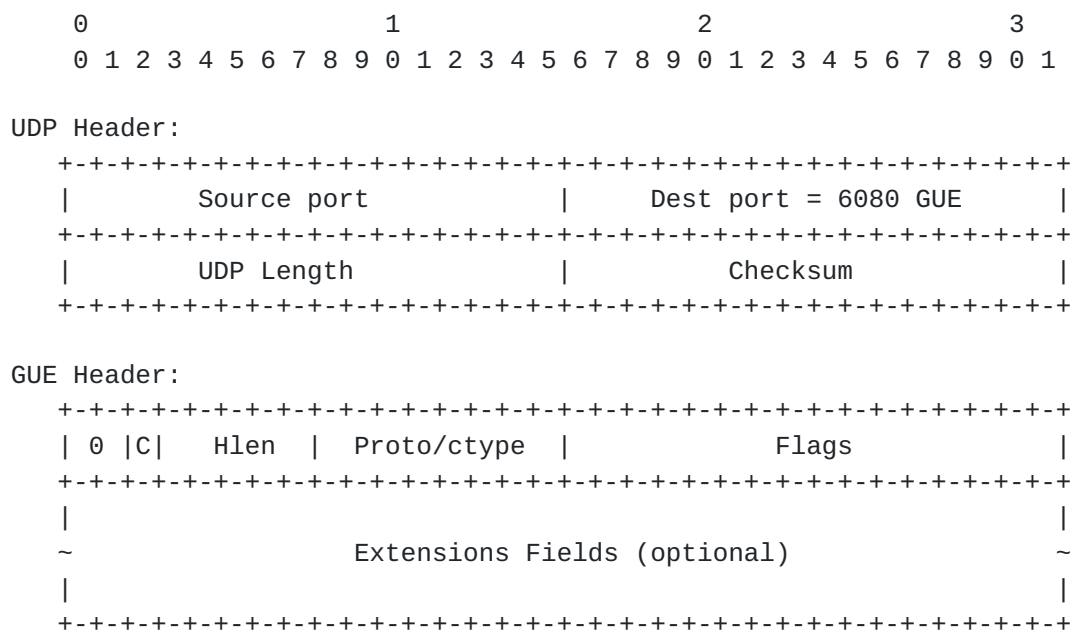 0                   1                   2                   3
    0 1 2 3 4 5 6 7 8 9 0 1 2 3 4 5 6 7 8 9 0 1 2 3 4 5 6 7 8 9 0 1

UDP Header:
   +-+-+-+-+-+-+-+-+-+-+-+-+-+-+-+-+-+-+-+-+-+-+-+-+-+-+-+-+-+-+-+-+
   |        Source port            |     Dest port = 6080 GUE      |
   +-+-+-+-+-+-+-+-+-+-+-+-+-+-+-+-+-+-+-+-+-+-+-+-+-+-+-+-+-+-+-+-+
   |        UDP Length             |          Checksum             |
   +-+-+-+-+-+-+-+-+-+-+-+-+-+-+-+-+-+-+-+-+-+-+-+-+-+-+-+-+-+-+-+-+

GUE Header:
   +-+-+-+-+-+-+-+-+-+-+-+-+-+-+-+-+-+-+-+-+-+-+-+-+-+-+-+-+-+-+-+-+
   | 0 |C|   Hlen  |  Proto/ctype  |             Flags             |
   +-+-+-+-+-+-+-+-+-+-+-+-+-+-+-+-+-+-+-+-+-+-+-+-+-+-+-+-+-+-+-+-+
   |                                                               |
   ~                  Extensions Fields (optional)                 ~
   |                                                               |
   +-+-+-+-+-+-+-+-+-+-+-+-+-+-+-+-+-+-+-+-+-+-+-+-+-+-+-+-+-+-+-+-+